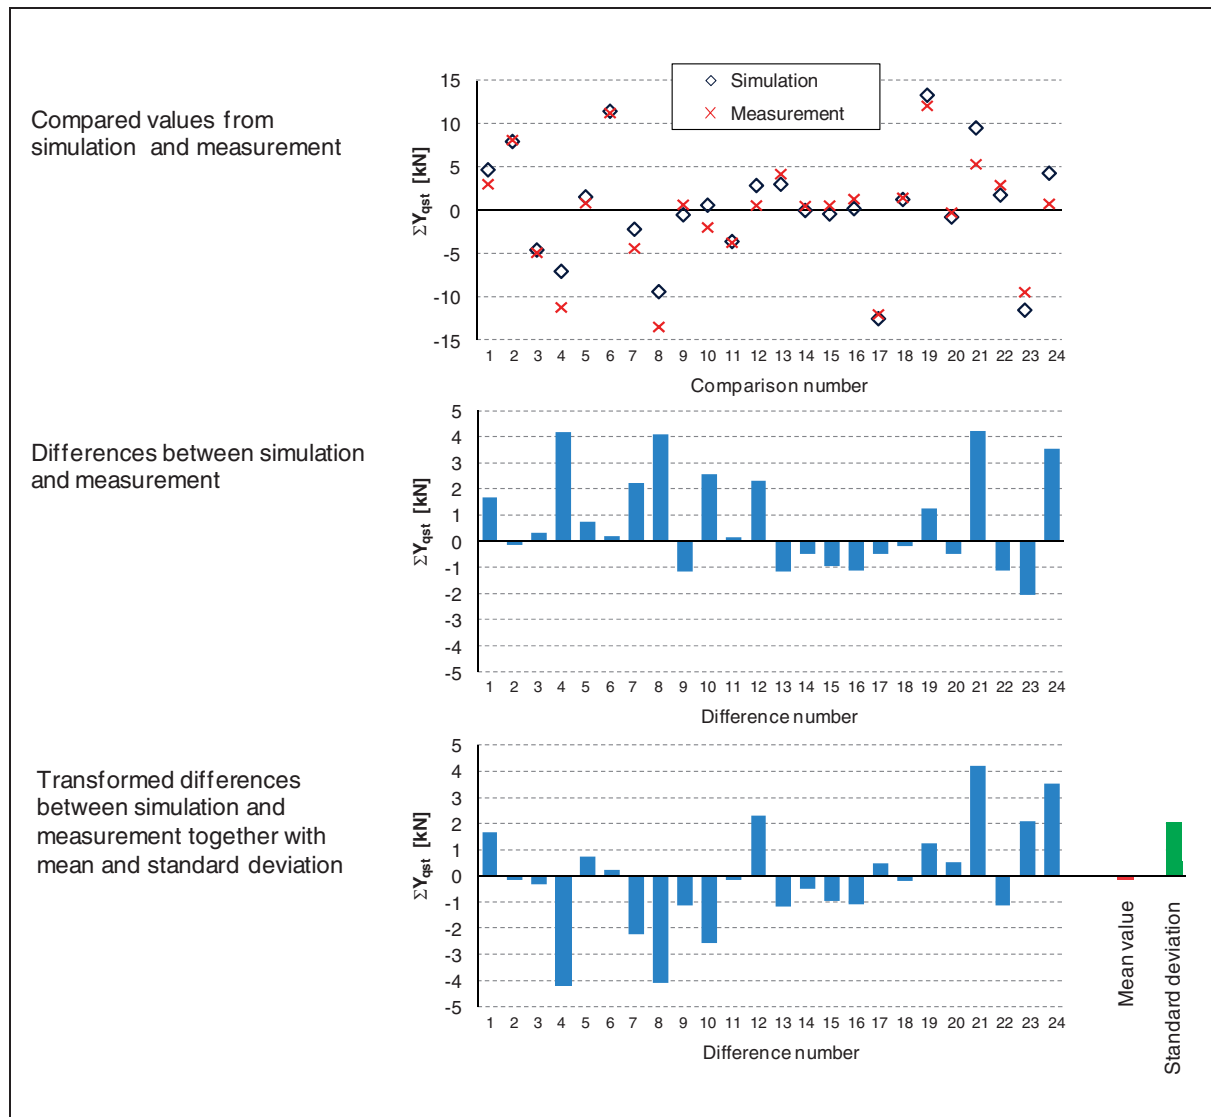 Compared values from
simulation and measurement
ΣYqst [kN]
15
10
5
0
-5
-10
-15
Simulation
Measurement
1 2 3 4 5 6 7 8 9 10 11 12 13 14 15 16 17 18 19 20 21 22 23 24
Comparison number
Differences between simulation
and measurement
ΣYqst [kN]
5
4
3
2
1
0
-1
-2
-3
-4
-5
1 2 3 4 5 6 7 8 9 10 11 12 13 14 15 16 17 18 19 20 21 22 23 24
Difference number
Transformed differences
between simulation and
measurement together with
mean and standard deviation
ΣYqst [kN]
5
4
3
2
1
0
-1
-2
-3
-4
-5
1 2 3 4 5 6 7 8 9 10 11 12 13 14 15 16 17 18 19 20 21 22 23 24
Difference number
Mean value
Standard deviation